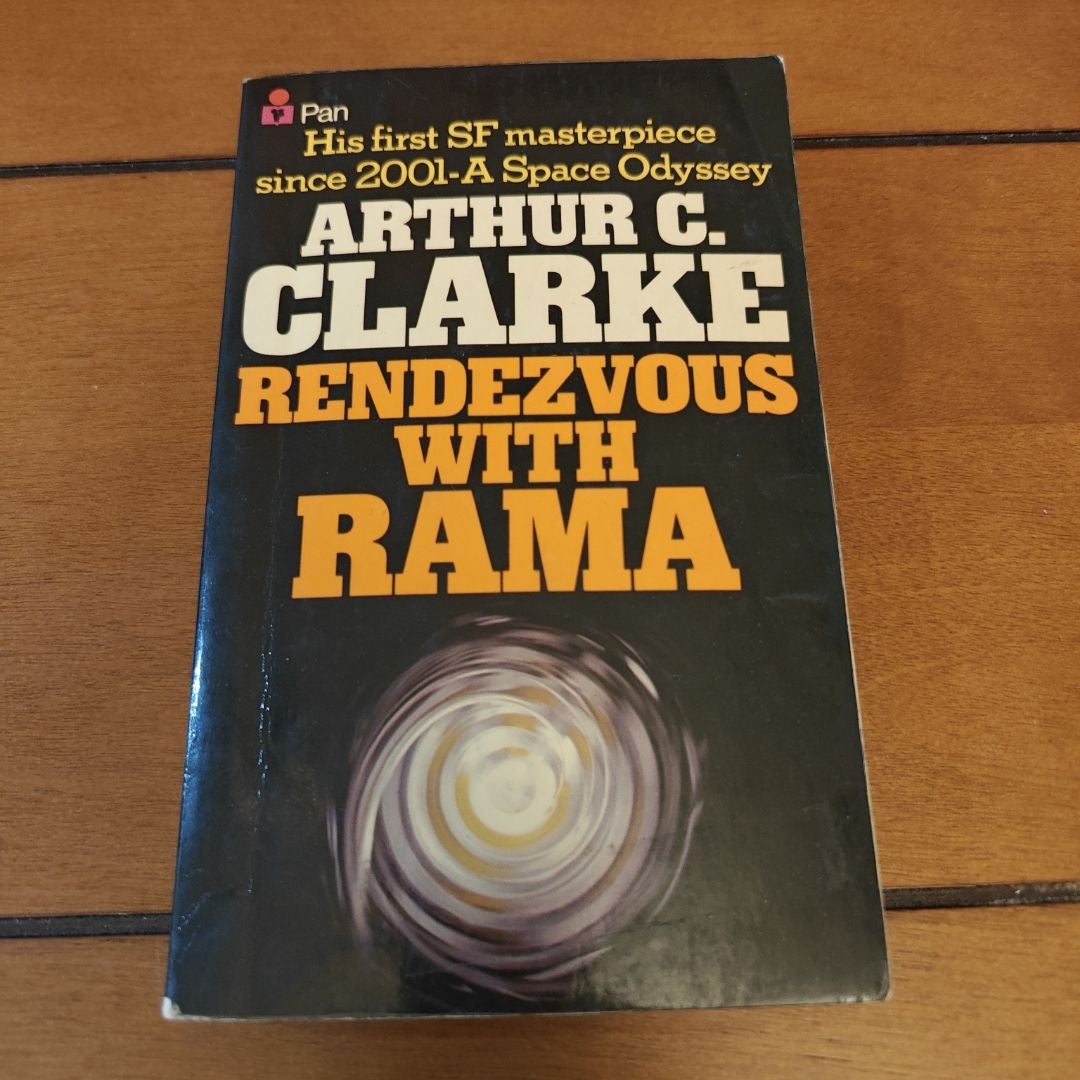 Pan
His first SF masterpiece
since 2001-A Space Odyssey
ARTHUR C.
CLARKE
RENDEZVOUS
WITH
RAMA